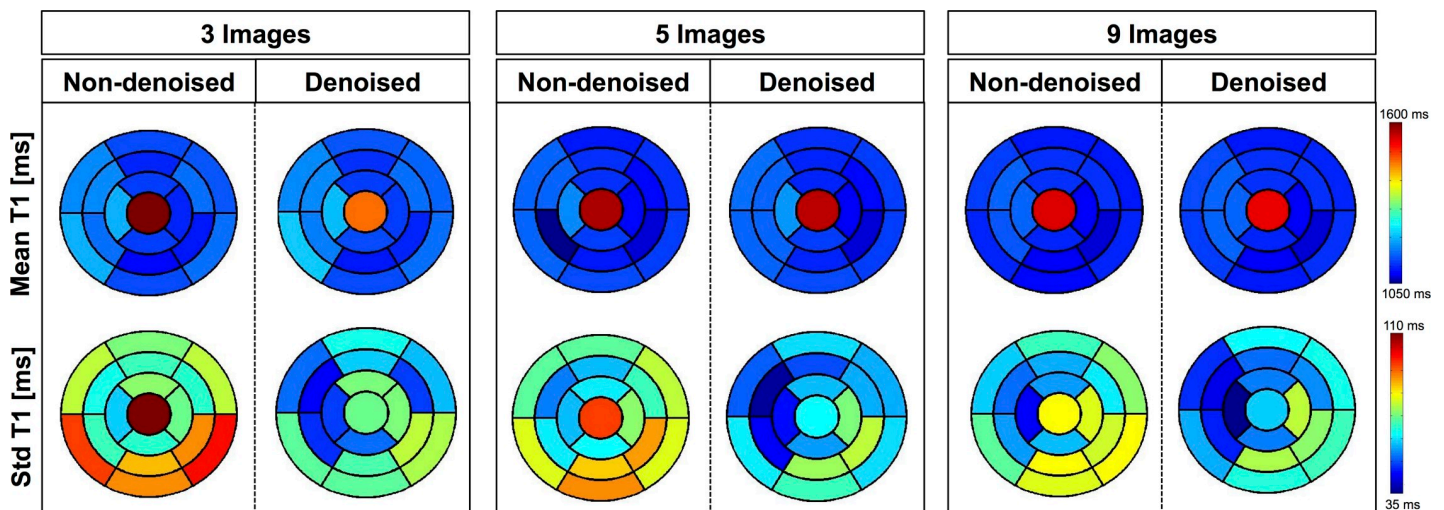 3 Images
5 Images
9 Images
Non-denoised
Denoised
Non-denoised
Denoised
Non-denoised
Denoised
Mean T1 [ms]
1600 ms
1050 ms
Std T1 [ms]
110 ms
35 ms